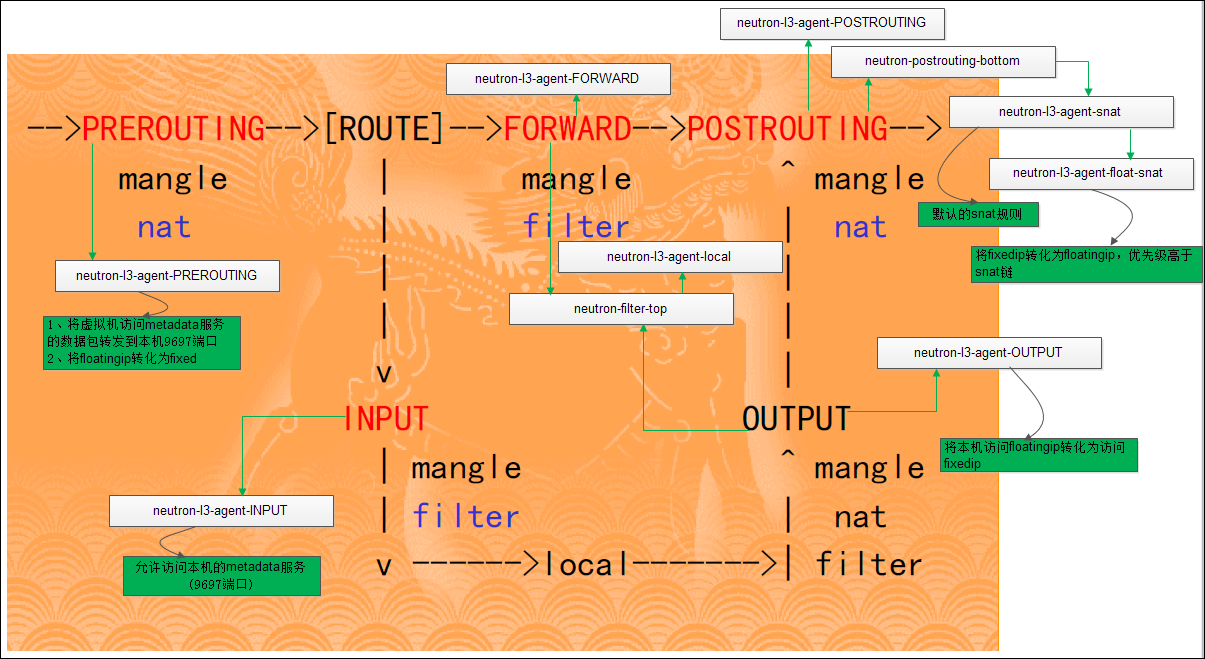 neutron-l3-agent-POSTROUTING
neutron-postrouting-bottom
neutron-l3-agent-FORWARD
neutron-l3-agent-snat
-->PREROUTING-->[ROUTE]-->FORWARD-->POSTROUTING-->
neutron-l3-agent-float-snat
mangle | mangle ^ mangle
默认的snat规则
nat | filter | nat
将fixedip转化为floatingip，优先级高于
snat链
neutron-l3-agent-local
neutron-l3-agent-PREROUTING
neutron-filter-top
1、将虚拟机访问metadata服务
的数据包转发到本机9697端口
2、将floatingip转化为fixed
neutron-l3-agent-OUTPUT
v |
INPUT OUTPUT
将本机访问floatingip转化为访问
fixedip
| mangle ^ mangle
neutron-l3-agent-INPUT
| filter | nat
v ------>local------->| filter
允许访问本机的metadata服务
（9697端口）